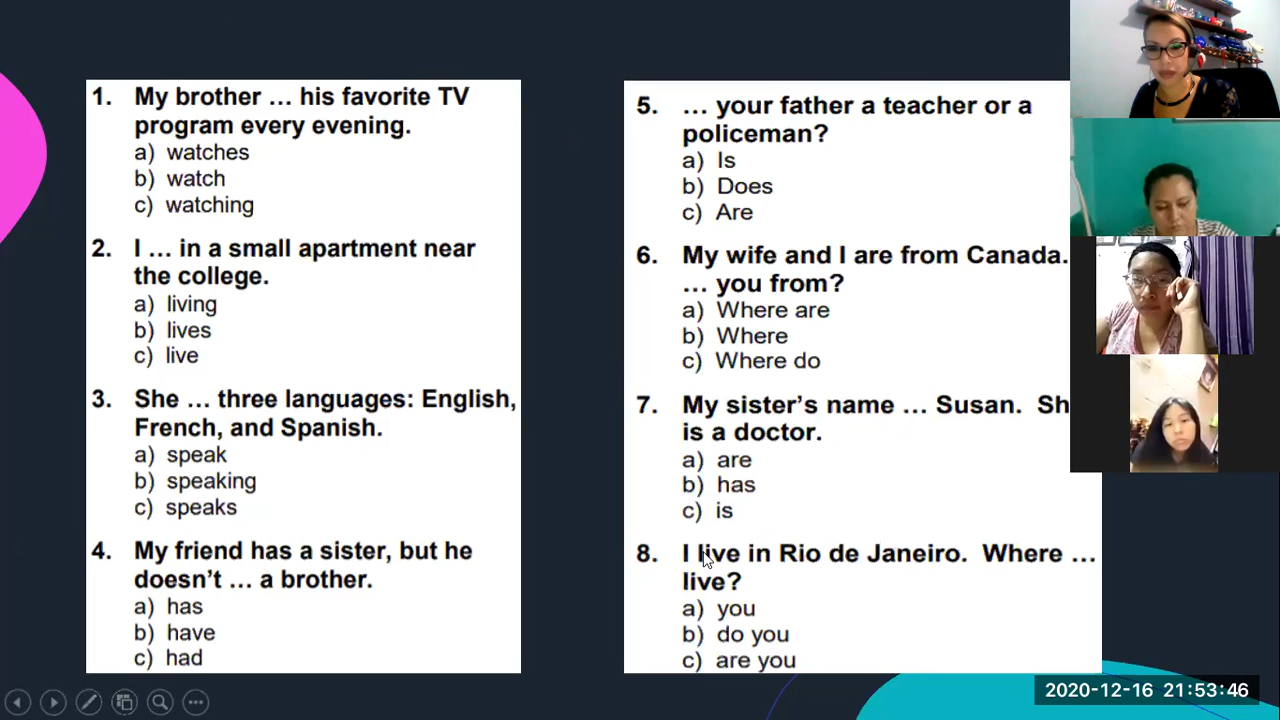 1. My brother … his favorite TV
program every evening.
a) watches
b) watch
c) watching
2. I … in a small apartment near
the college.
a) living
b) lives
c) live
3. She … three languages: English,
French, and Spanish.
a) speak
b) speaking
c) speaks
4. My friend has a sister, but he
doesn’t … a brother.
a) has
b) have
c) had
5. … your father a teacher or a
policeman?
a) Is
b) Does
c) Are
6. My wife and I are from Canada.
… you from?
a) Where are
b) Where
c) Where do
7. My sister’s name … Susan. Sh
is a doctor.
a) are
b) has
c) is
8. I live in Rio de Janeiro. Where …
live?
a) you
b) do you
c) are you
2020-12-16 21:53:46